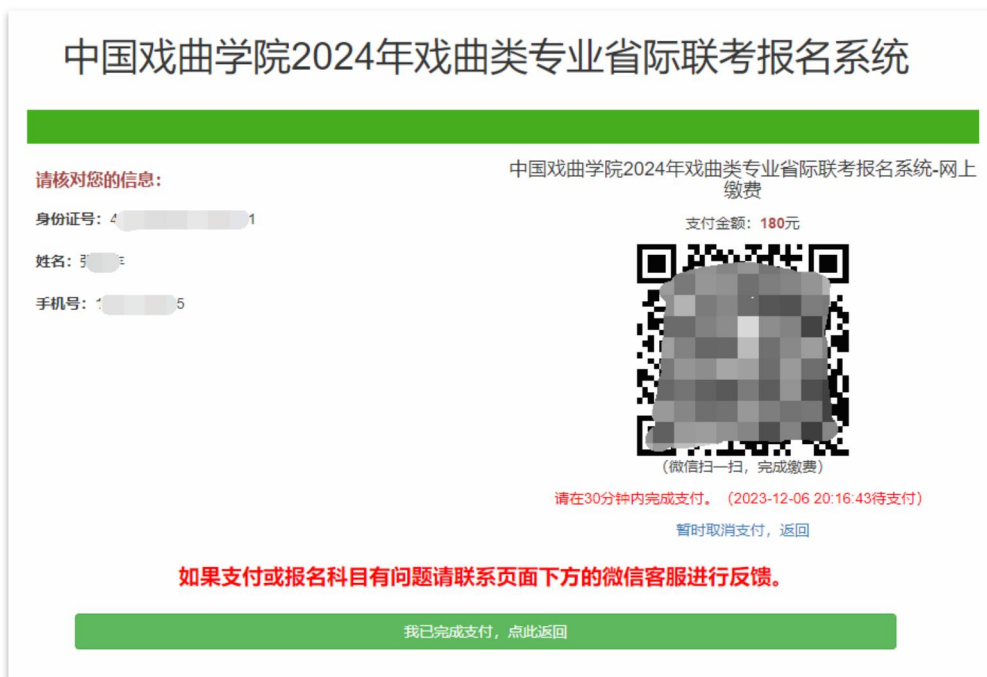 中国戏曲学院2024年戏曲类专业省际联考报名系统
请核对您的信息：
身份证号：4 1
姓名：
手机号：1 5
中国戏曲学院2024年戏曲类专业省际联考报名系统-网上
缴费
支付金额：180元
（微信扫一扫，完成缴费）
请在30分钟内完成支付。（2023-12-06 20:16:43待支付）
暂时取消支付，返回
如果支付或报名科目有问题请联系页面下方的微信客服进行反馈。
我已完成支付，点此返回